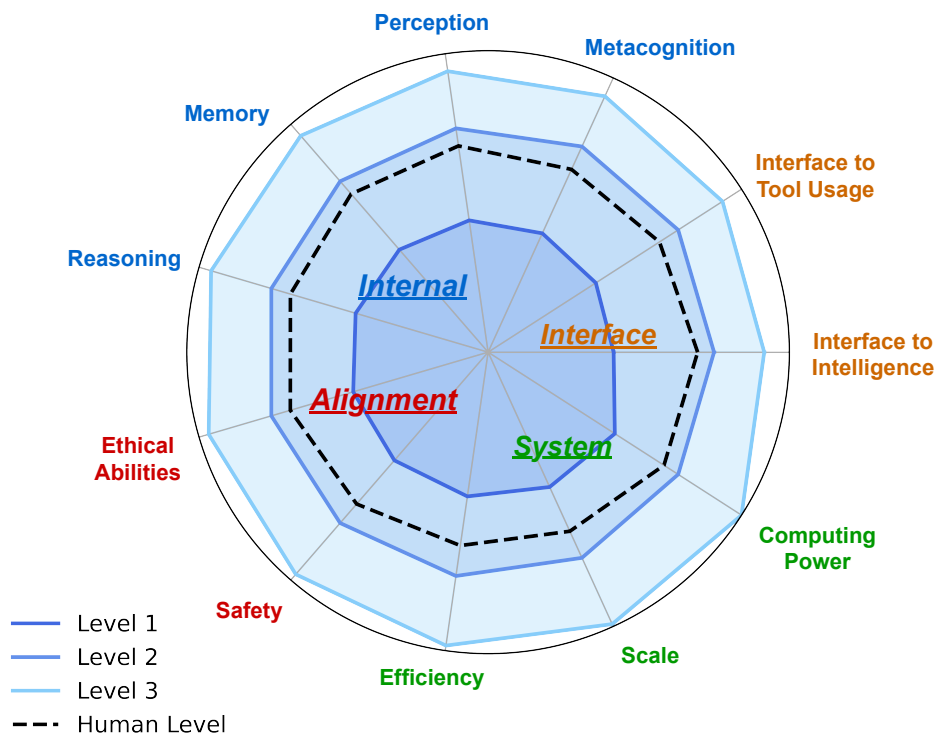 Perception
Metacognition
Memory
Interface to
Tool Usage
Reasoning
Internal
Interface
Interface to
Intelligence
Alignment
System
Ethical
Abilities
Computing
Power
Safety
Efficiency
Scale
Level 1
Level 2
Level 3
Human Level